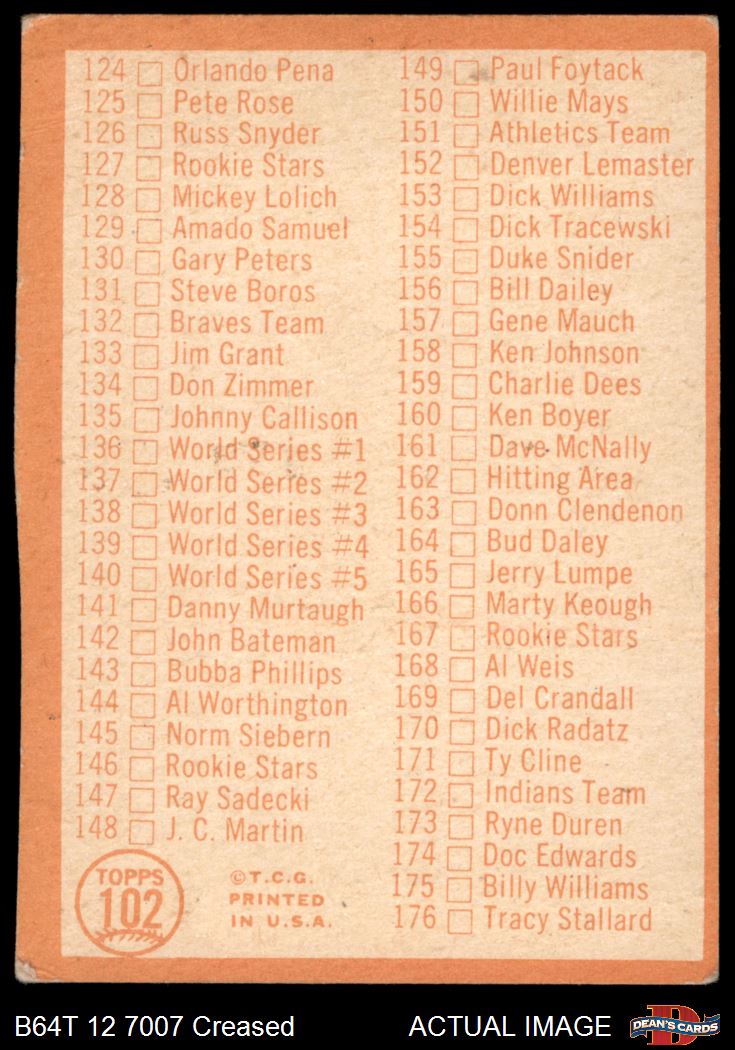 124 Orlando Pena
125 Pete Rose
126 Russ Snyder
127 Rookie Stars
128 Mickey Lolich
129 Amado Samuel
130 Gary Peters
131 Steve Boros
132 Braves Team
133 Jim Grant
134 Don Zimmer
135 Johnny Callison
136 World Series #1
137 World Series #2
138 World Series #3
139 World Series #4
140 World Series #5
141 Danny Murtaugh
142 John Bateman
143 Bubba Phillips
144 Al Worthington
145 Norm Siebern
146 Rookie Stars
147 Ray Sadecki
148 J. C. Martin
149 Paul Foytack
150 Willie Mays
151 Athletics Team
152 Denver Lemaster
153 Dick Williams
154 Dick Tracewski
155 Duke Snider
156 Bill Dailey
157 Gene Mauch
158 Ken Johnson
159 Charlie Dees
160 Ken Boyer
161 Dave McNally
162 Hitting Area
163 Donn Clendenon
164 Bud Daley
165 Jerry Lumpe
166 Marty Keough
167 Rookie Stars
168 Al Weis
169 Del Crandall
170 Dick Radatz
171 Ty Cline
172 Indians Team
173 Ryne Duren
174 Doc Edwards
175 Billy Williams
176 Tracy Stallard
TOPPS
102
©T.C.G.
PRINTED
IN U.S.A.
B64T 12 7007 Creased
ACTUAL IMAGE
D
DEAN'S CARDS